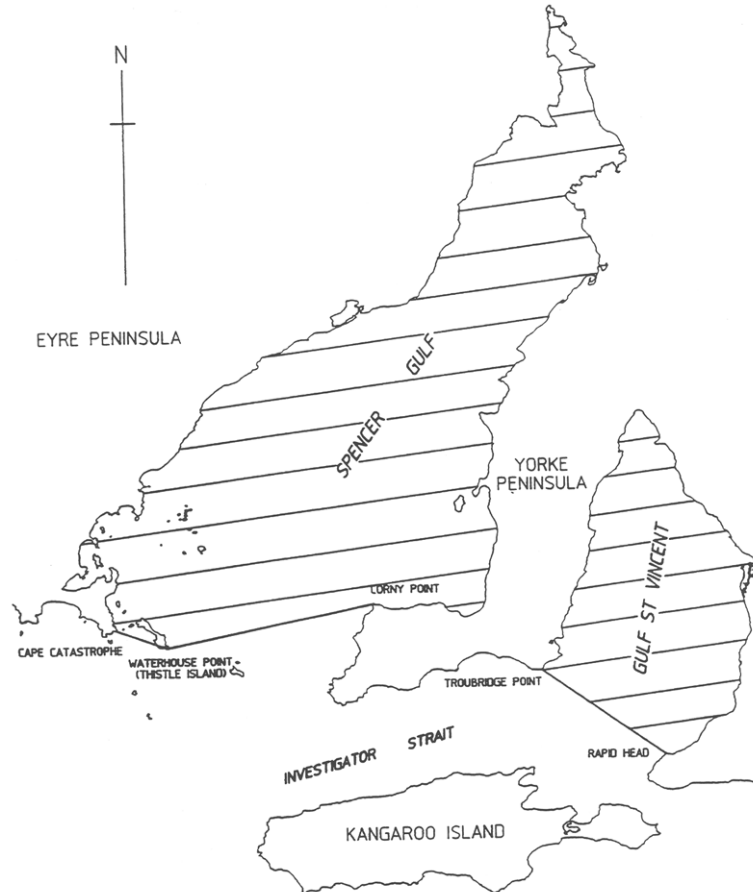 N
EYRE PENINSULA
SPENCER GULF
YORKE
PENINSULA
GULF ST VINCENT
CORNY POINT
CAPE CATASTROPHE
WATERHOUSE POINT
(THISTLE ISLAND)
TROUBRIDGE POINT
INVESTIGATOR STRAIT
RAPID HEAD
KANGAROO ISLAND